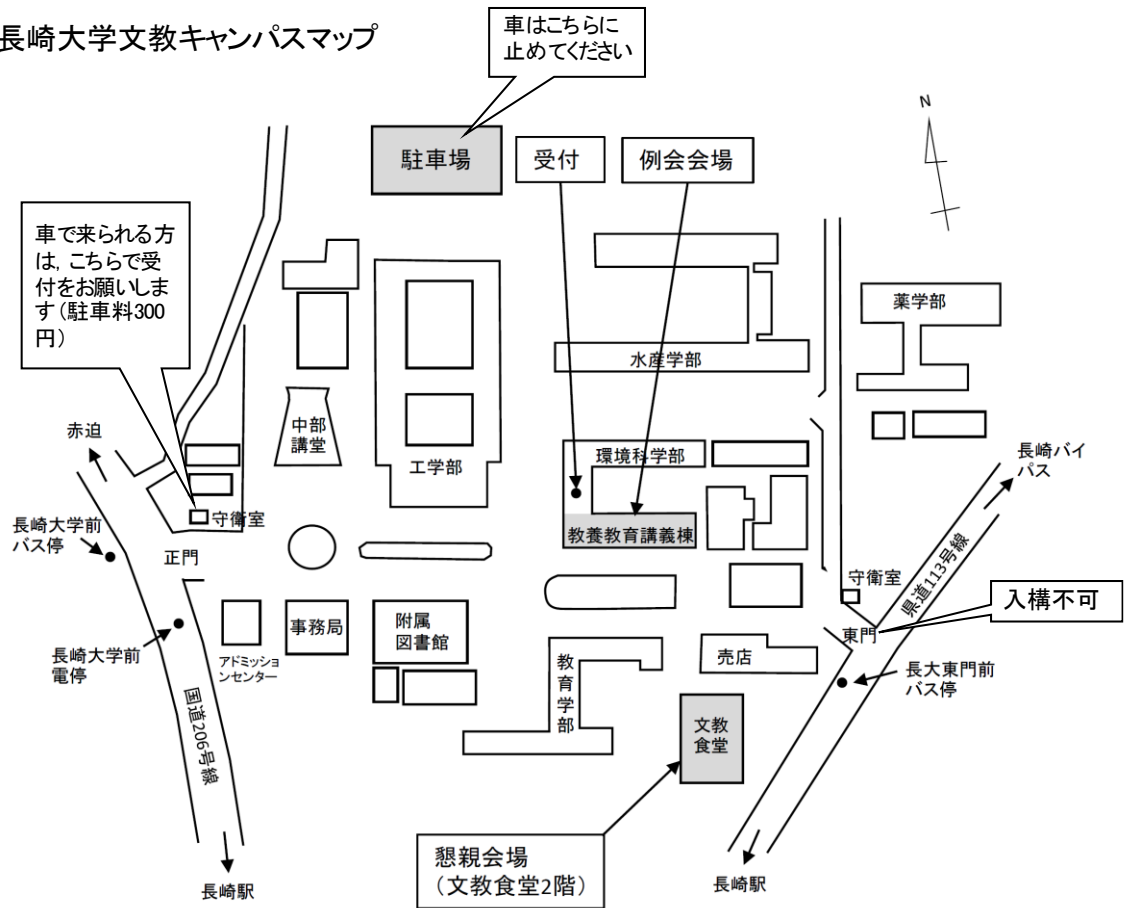 長崎大学文教キャンパスマップ
車はこちらに
止めてください
N
駐車場
受付
例会会場
車で来られる方
は, こちらで受
付をお願いしま
す（駐車料300
円）
薬学部
水産学部
赤迫
中部
講堂
工学部
環境科学部
長崎バイ
パス
長崎大学前
バス停
守衛室
教養教育講義棟
正門
守衛室
県道113号線
入構不可
東門
事務局
附属
図書館
長崎大学前
電停
アドミッショ
ンセンター
教育学部
売店
長大東門前
バス停
国道206号線
文教
食堂
懇親会場
（文教食堂2階）
長崎駅
長崎駅